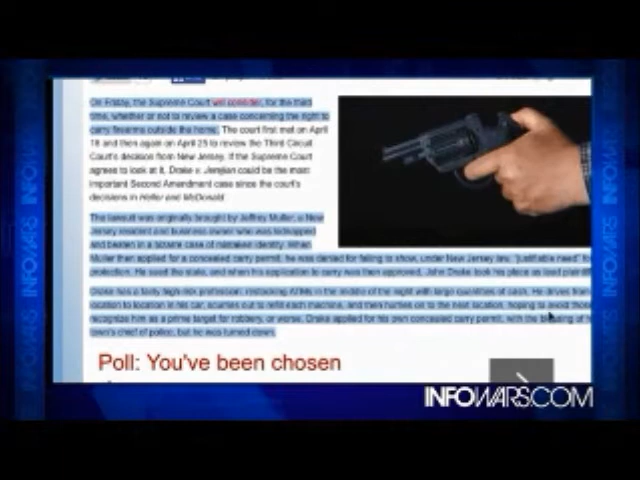 On Friday, the Supreme Court will consider, for the third
time, whether or not to review a case concerning the right to
carry firearms outside the home. The court first met on April
18 and then again on April 25 to review the Third Circuit
Court's decision from New Jersey. If the Supreme Court
agrees to look at it, Drake v. Jerejian could be the most
important Second Amendment case since the court's
decisions in Heller and McDonald.
The lawsuit was originally brought by Jeffrey Muller, a New
Jersey resident and business owner who was kidnapped
and beaten in a bizarre case of mistaken identity. When
Muller then applied for a concealed carry permit, he was denied for failing to show, under New Jersey law, "justifiable need" fo
protection. He sued the state, and when his application to carry was then approved, John Drake took his place as lead plaintiff
Drake has a fairly high-risk profession: restocking ATMs in the middle of the night with large quantities of cash. He drives from
location to location in his car, scurries out to refill each machine, and then hurries on to the next location, hoping to avoid those
recognize him as a prime target for robbery, or worse. Drake applied for his own concealed carry permit, with the blessing of
town's chief of police, but he was turned down.
Poll: You've been chosen
INFOWARS.COM
INFOWARS
INFOWARS